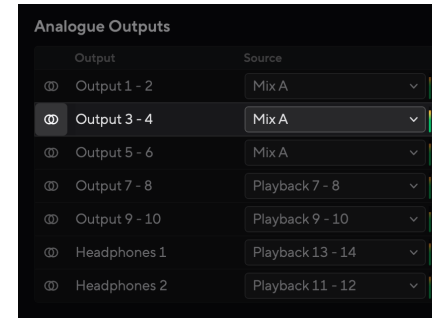 Analogue Outputs
Output Source
Output 1 - 2 Mix A
Output 3 - 4 Mix A
Output 5 - 6 Mix A
Output 7 - 8 Playback 7 - 8
Output 9 - 10 Playback 9 - 10
Headphones 1 Playback 13 - 14
Headphones 2 Playback 11 - 12